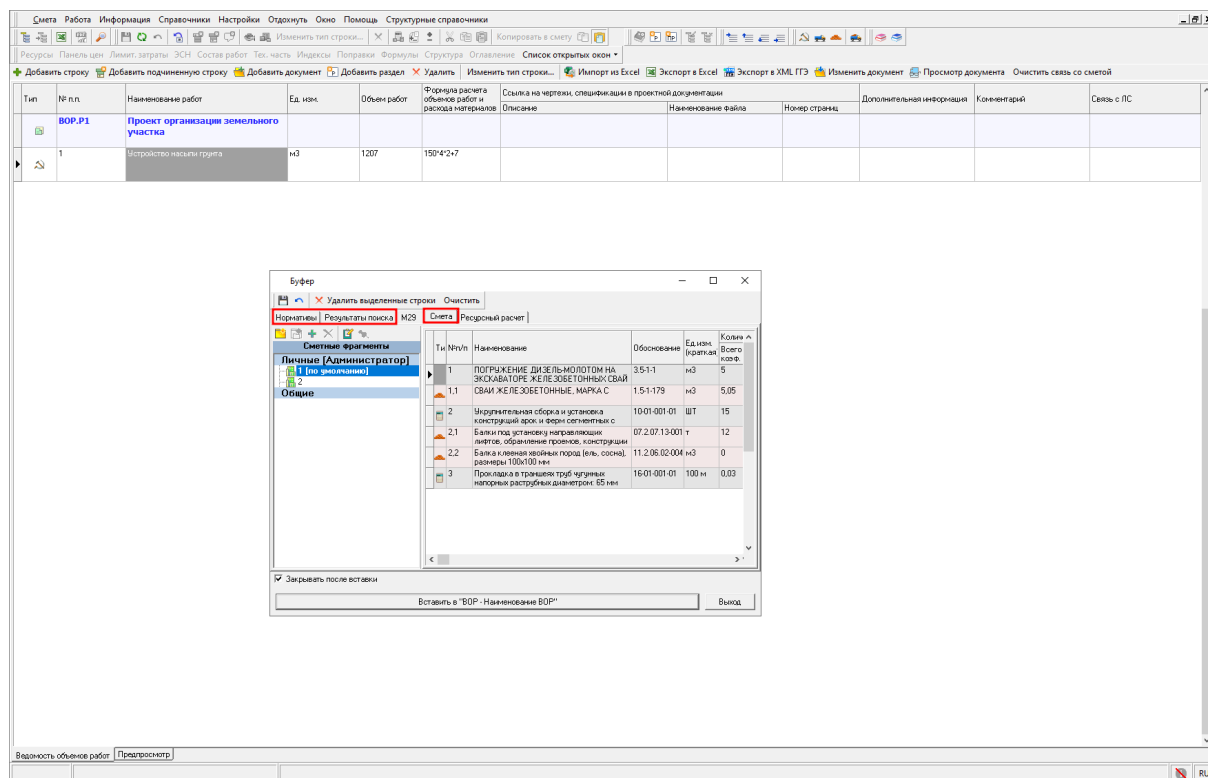 Смета Работа Информация Справочники Настройки Отдохнуть Окно Помощь Структурные справочники
Изменить тип строки... Копировать в смету
Ресурсы Панель цен Лимит. затраты ЭСН Состав работ Тех. часть Индексы Поправки Формулы Структура Оглавление Список открытых окон
Добавить строку Добавить подчиненную строку Добавить документ Добавить раздел Удалить Изменить тип строки... Импорт из Excel Экспорт в Excel Экспорт в XML ГГЭ Изменить документ Просмотр документа Очистить связь со сметой
Тип № п.п. Наименование работ Ед. изм. Объем работ Формула расчета объемов работ и расхода материалов Ссылка на чертежи, спецификации в проектной документации Дополнительная информация Комментарий Связь с ЛС
Описание Наименование файла Номер страниц
ВОР.Р1 Проект организации земельного
участка
1 Устройство насыпи грунта м3 1207 150*4*2+7
Буфер
Удалить выделенные строки Очистить
Нормативы Результаты поиска М29 Смета Ресурсный расчет
Сметные фрагменты
Личные [Администратор]
1 [по умолчанию]
2
Общие
Ти №п/п Наименование Обоснование Ед.изм. (краткая Колич
Всего
коэф.
1 ПОГРУЖЕНИЕ ДИЗЕЛЬ-МОЛОТОМ НА 3.5-1-1 м3 5
ЭКСКАВАТОРЕ ЖЕЛЕЗОБЕТОННЫХ СВАЙ
1,1 СВАИ ЖЕЛЕЗОБЕТОННЫЕ, МАРКА С 1.5-1-179 м3 5,05
2 Укрупнительная сборка и установка 10-01-001-01 ШТ 15
конструкций арок и ферм сегментных с
2,1 Балки под установку направляющих 07.2.07.13-001 т 12
лифтов, обрамление проемов, конструкции
2,2 Балка клееная хвойных пород (ель, сосна), 11.2.06.02-004 м3 0
размеры 100х100 мм
3 Прокладка в траншеях труб чугунных 16-01-001-01 100 м 0,03
напорных раструбных диаметром: 65 мм
Закрывать после вставки
Вставить в "ВОР - Наименование ВОР" Выход
Ведомость объемов работ Предпросмотр
RU